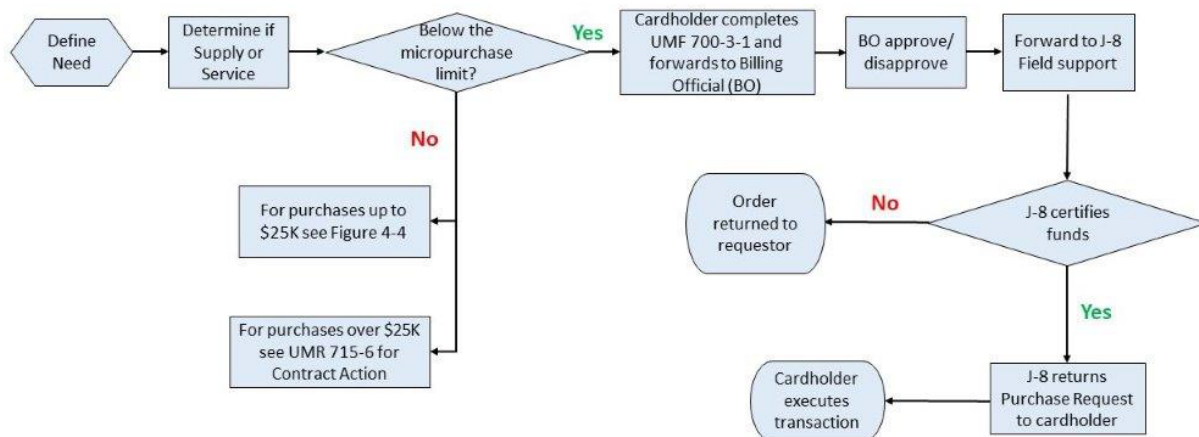 Define
Need
Determine if
Supply or
Service
Below the
micropurchase
limit?
Yes
Cardholder completes
UMF 700-3-1 and
forwards to Billing
Official (BO)
BO approve/
disapprove
Forward to J-8
Field support
No
For purchases up to
$25K see Figure 4-4
For purchases over $25K
see UMR 715-6 for
Contract Action
J-8 certifies
funds
No
Order
returned to
requestor
Yes
J-8 returns
Purchase Request
to cardholder
Cardholder
executes
transaction